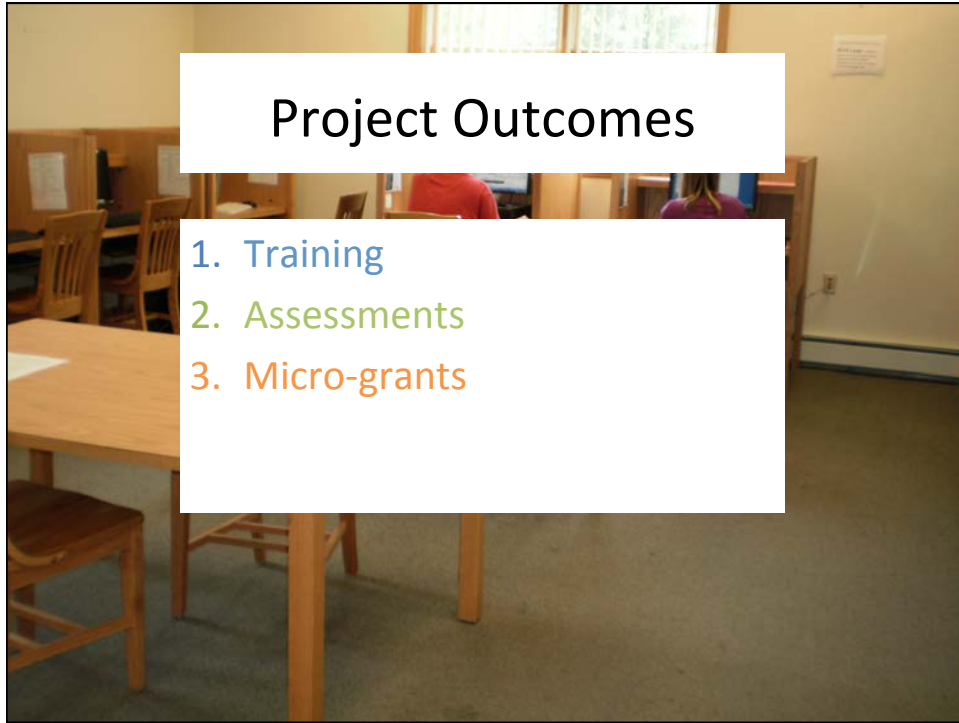 Project Outcomes
1. Training
2. Assessments
3. Micro-grants